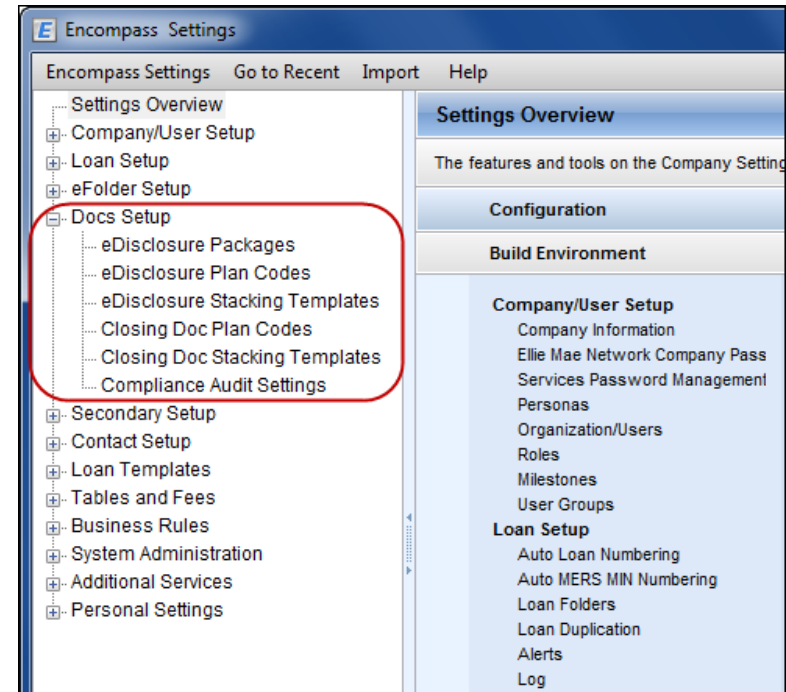 E Encompass Settings
Encompass Settings Go to Recent Import Help
Settings Overview
Company/User Setup
Loan Setup
eFolder Setup
Docs Setup
eDisclosure Packages
eDisclosure Plan Codes
eDisclosure Stacking Templates
Closing Doc Plan Codes
Closing Doc Stacking Templates
Compliance Audit Settings
Secondary Setup
Contact Setup
Loan Templates
Tables and Fees
Business Rules
System Administration
Additional Services
Personal Settings
Settings Overview
The features and tools on the Company Setting
Configuration
Build Environment
Company/User Setup
Company Information
Ellie Mae Network Company Pass
Services Password Management
Personas
Organization/Users
Roles
Milestones
User Groups
Loan Setup
Auto Loan Numbering
Auto MERS MIN Numbering
Loan Folders
Loan Duplication
Alerts
Log